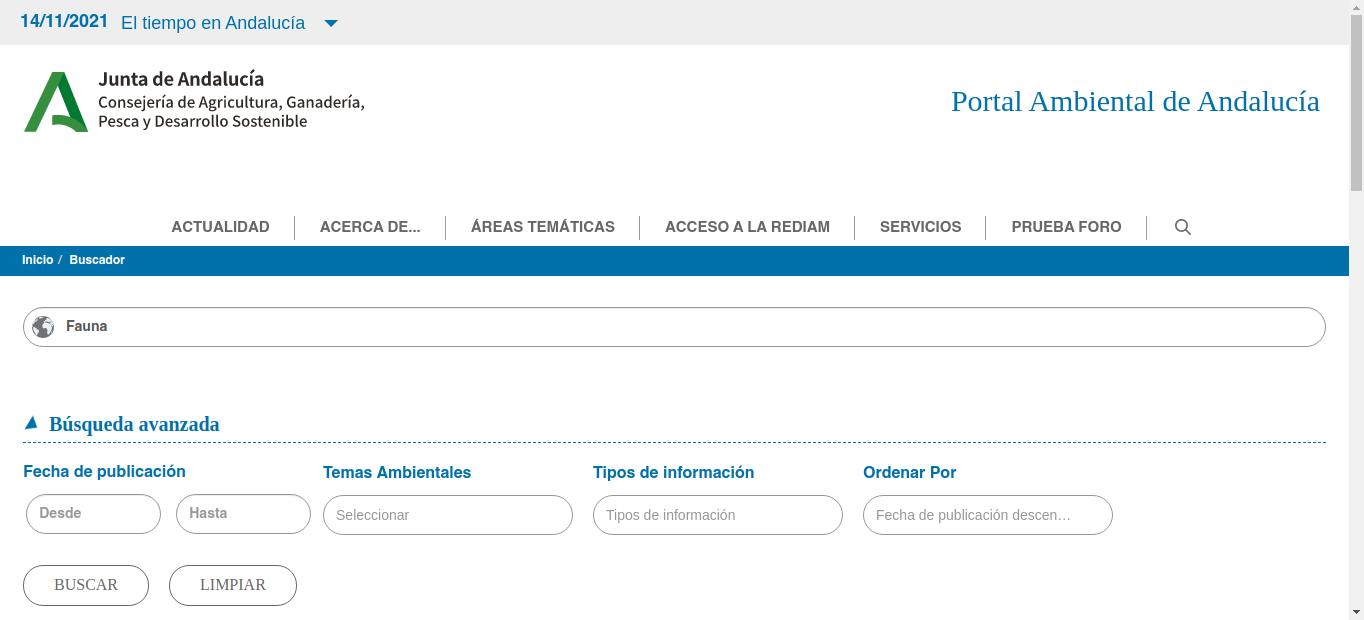 14/11/2021 El tiempo en Andalucía
Junta de Andalucía
Consejería de Agricultura, Ganadería,
Pesca y Desarrollo Sostenible
Portal Ambiental de Andalucía
ACTUALIDAD ACERCA DE... ÁREAS TEMÁTICAS ACCESO A LA REDIAM SERVICIOS PRUEBA FORO
Inicio / Buscador
Fauna
Búsqueda avanzada
Fecha de publicación Temas Ambientales Tipos de información Ordenar Por
Desde Hasta Seleccionar Tipos de información Fecha de publicación descen…
BUSCAR LIMPIAR